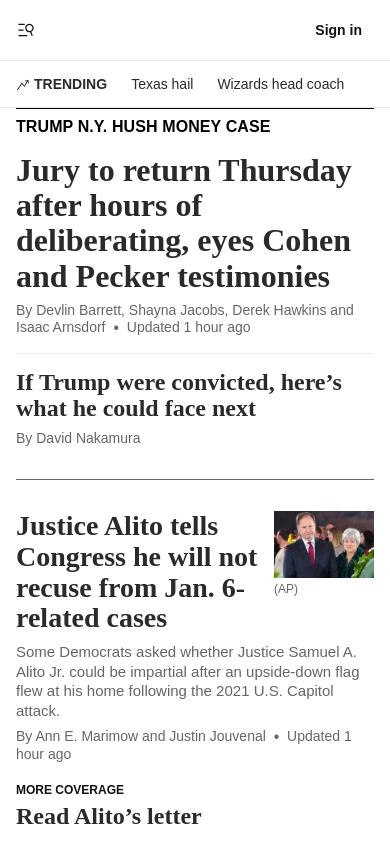 Sign in
TRENDING
Texas hail
Wizards head coach
TRUMP N.Y. HUSH MONEY CASE
Jury to return Thursday
after hours of
deliberating, eyes Cohen
and Pecker testimonies
By Devlin Barrett, Shayna Jacobs, Derek Hawkins and
Isaac Arnsdorf • Updated 1 hour ago
If Trump were convicted, here’s
what he could face next
By David Nakamura
Justice Alito tells
Congress he will not
recuse from Jan. 6-
related cases
(AP)
Some Democrats asked whether Justice Samuel A.
Alito Jr. could be impartial after an upside-down flag
flew at his home following the 2021 U.S. Capitol
attack.
By Ann E. Marimow and Justin Jouvenal • Updated 1
hour ago
MORE COVERAGE
Read Alito’s letter